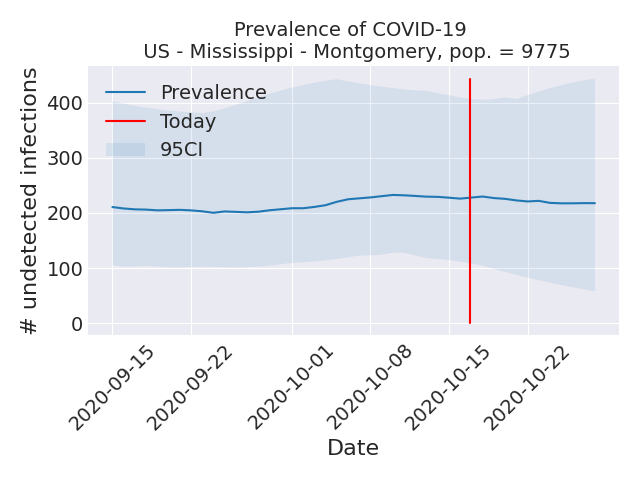 Prevalence of COVID-19
US - Mississippi - Montgomery, pop. = 9775
# undetected infections
400
300
200
100
0
Prevalence
Today
95CI
2020-09-15
2020-09-22
2020-10-01
2020-10-08
2020-10-15
2020-10-22
Date